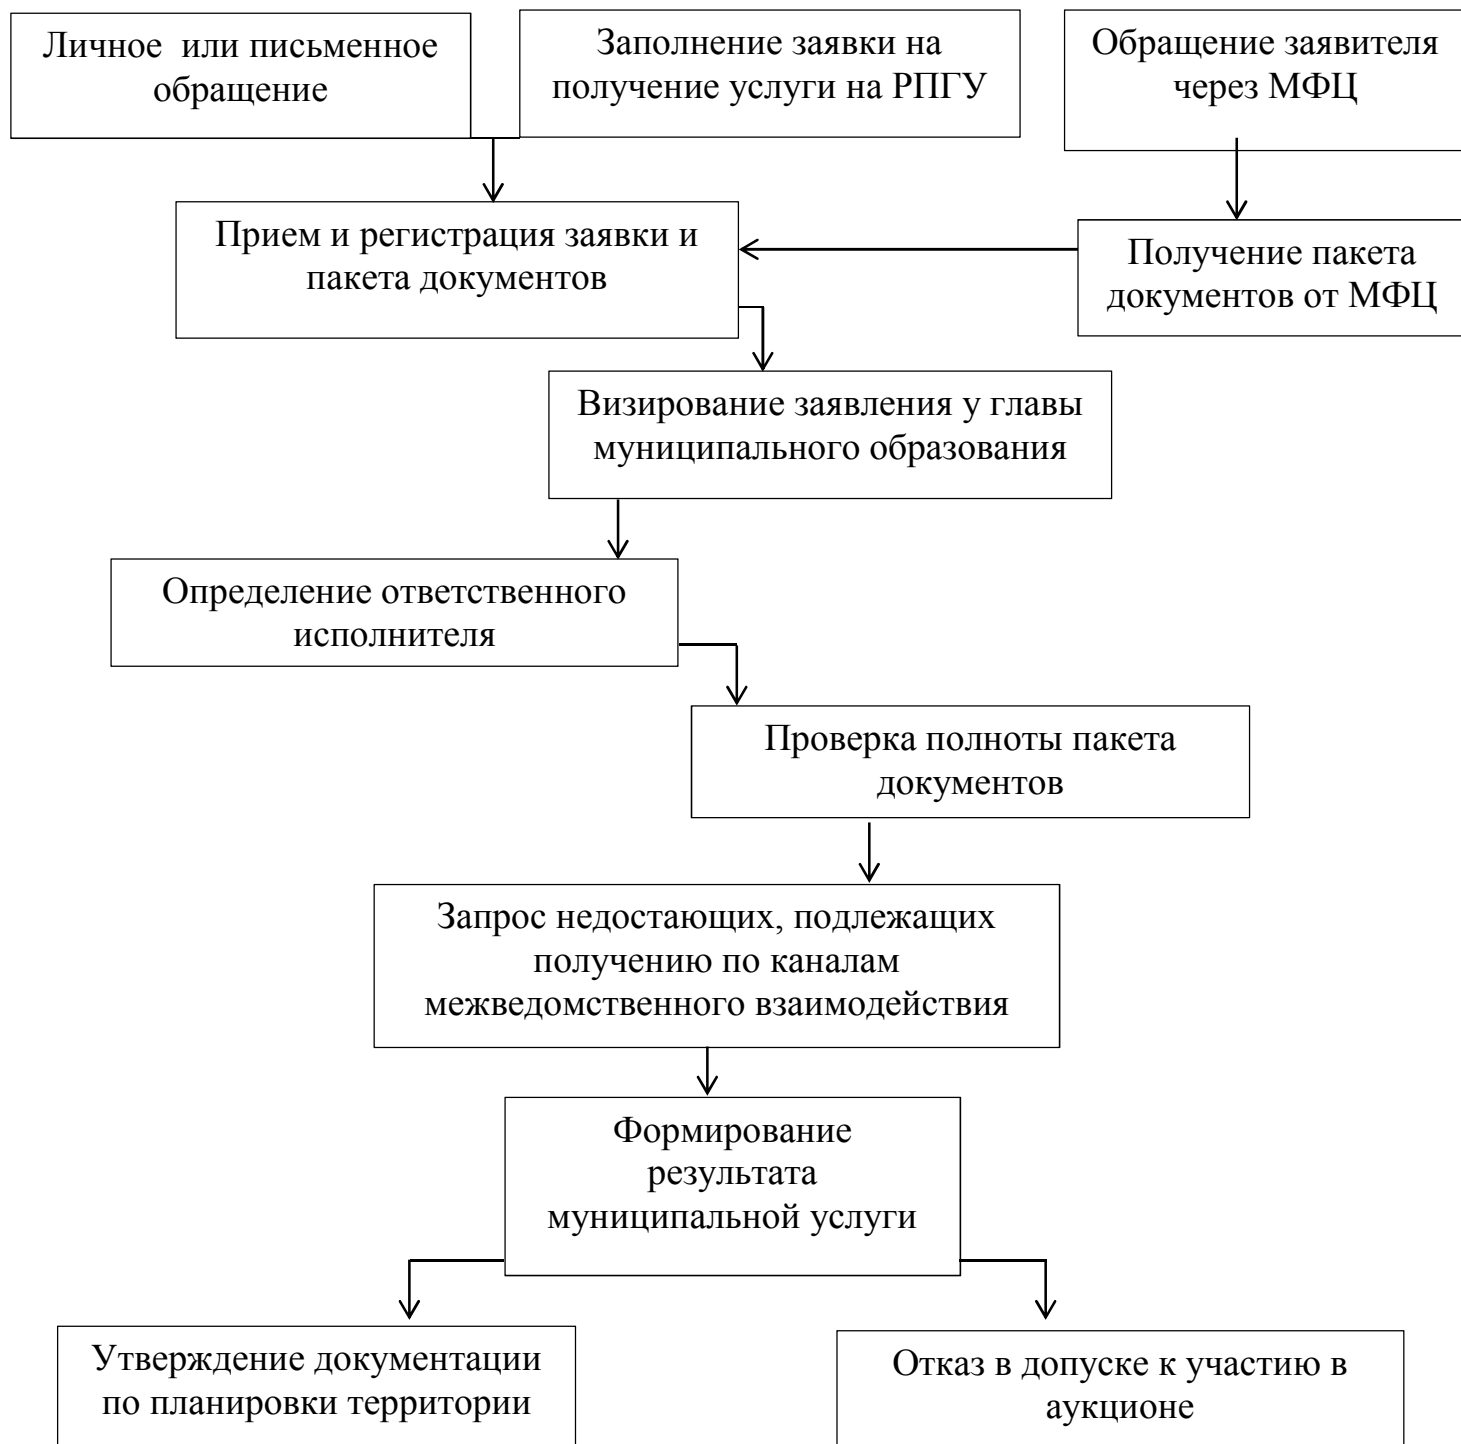 Личное  или письменное
обращение
Заполнение заявки на
получение услуги на РПГУ
Обращение заявителя
через МФЦ
Прием и регистрация заявки и
пакета документов
Получение пакета
документов от МФЦ
Визирование заявления у главы
муниципального образования
Определение ответственного
исполнителя
Проверка полноты пакета
документов
Запрос недостающих, подлежащих
получению по каналам
межведомственного взаимодействия
Формирование
результата
муниципальной услуги
Утверждение документации
по планировки территории
Отказ в допуске к участию в
аукционе